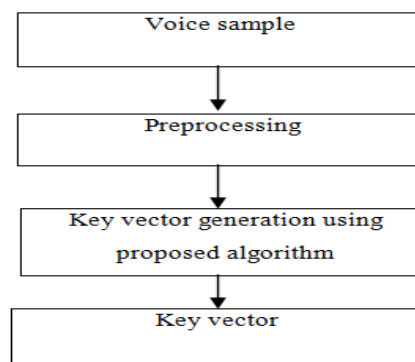 Voice sample
Preprocessing
Key vector generation using
proposed algorithm
Key vector